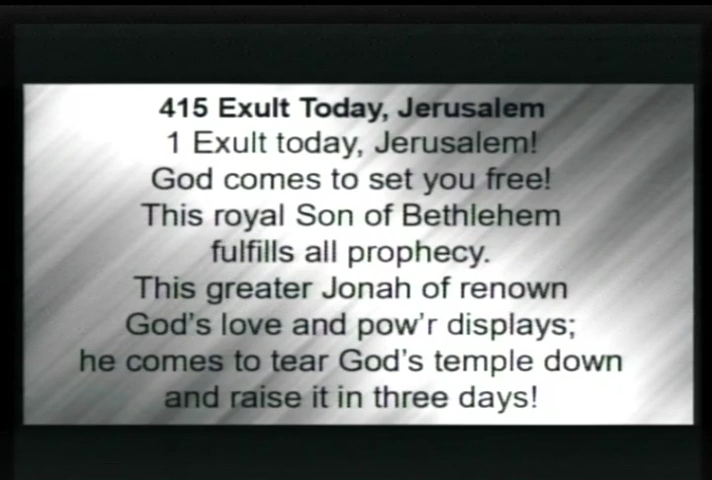 415 Exult Today, Jerusalem
1 Exult today, Jerusalem!
God comes to set you free!
This royal Son of Bethlehem
fulfills all prophecy.
This greater Jonah of renown
God's love and pow'r displays;
he comes to tear God's temple down
and raise it in three days!